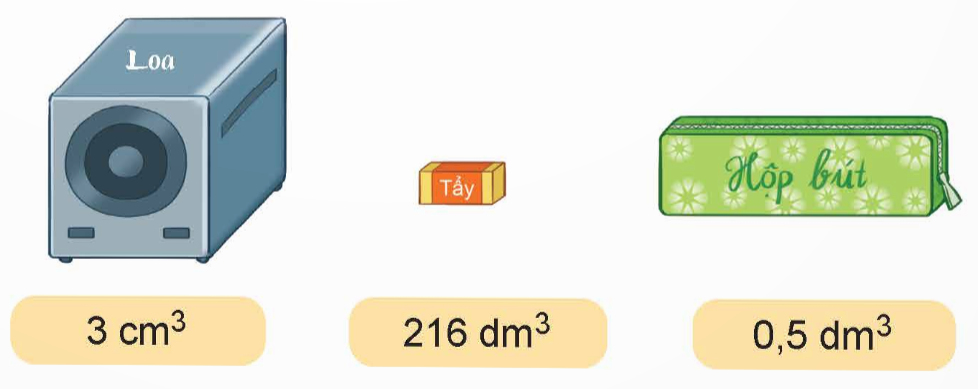 Loa
Tẩy
Hộp bút
3 cm³
216 dm³
0,5 dm³